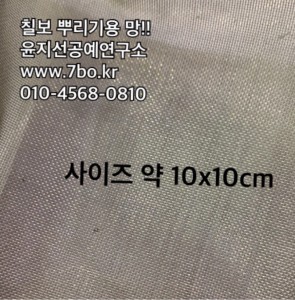 칠보 뿌리기용 망!!
윤지선공예연구소
www.7bo.kr
010-4568-0810
사이즈 약 10x10cm